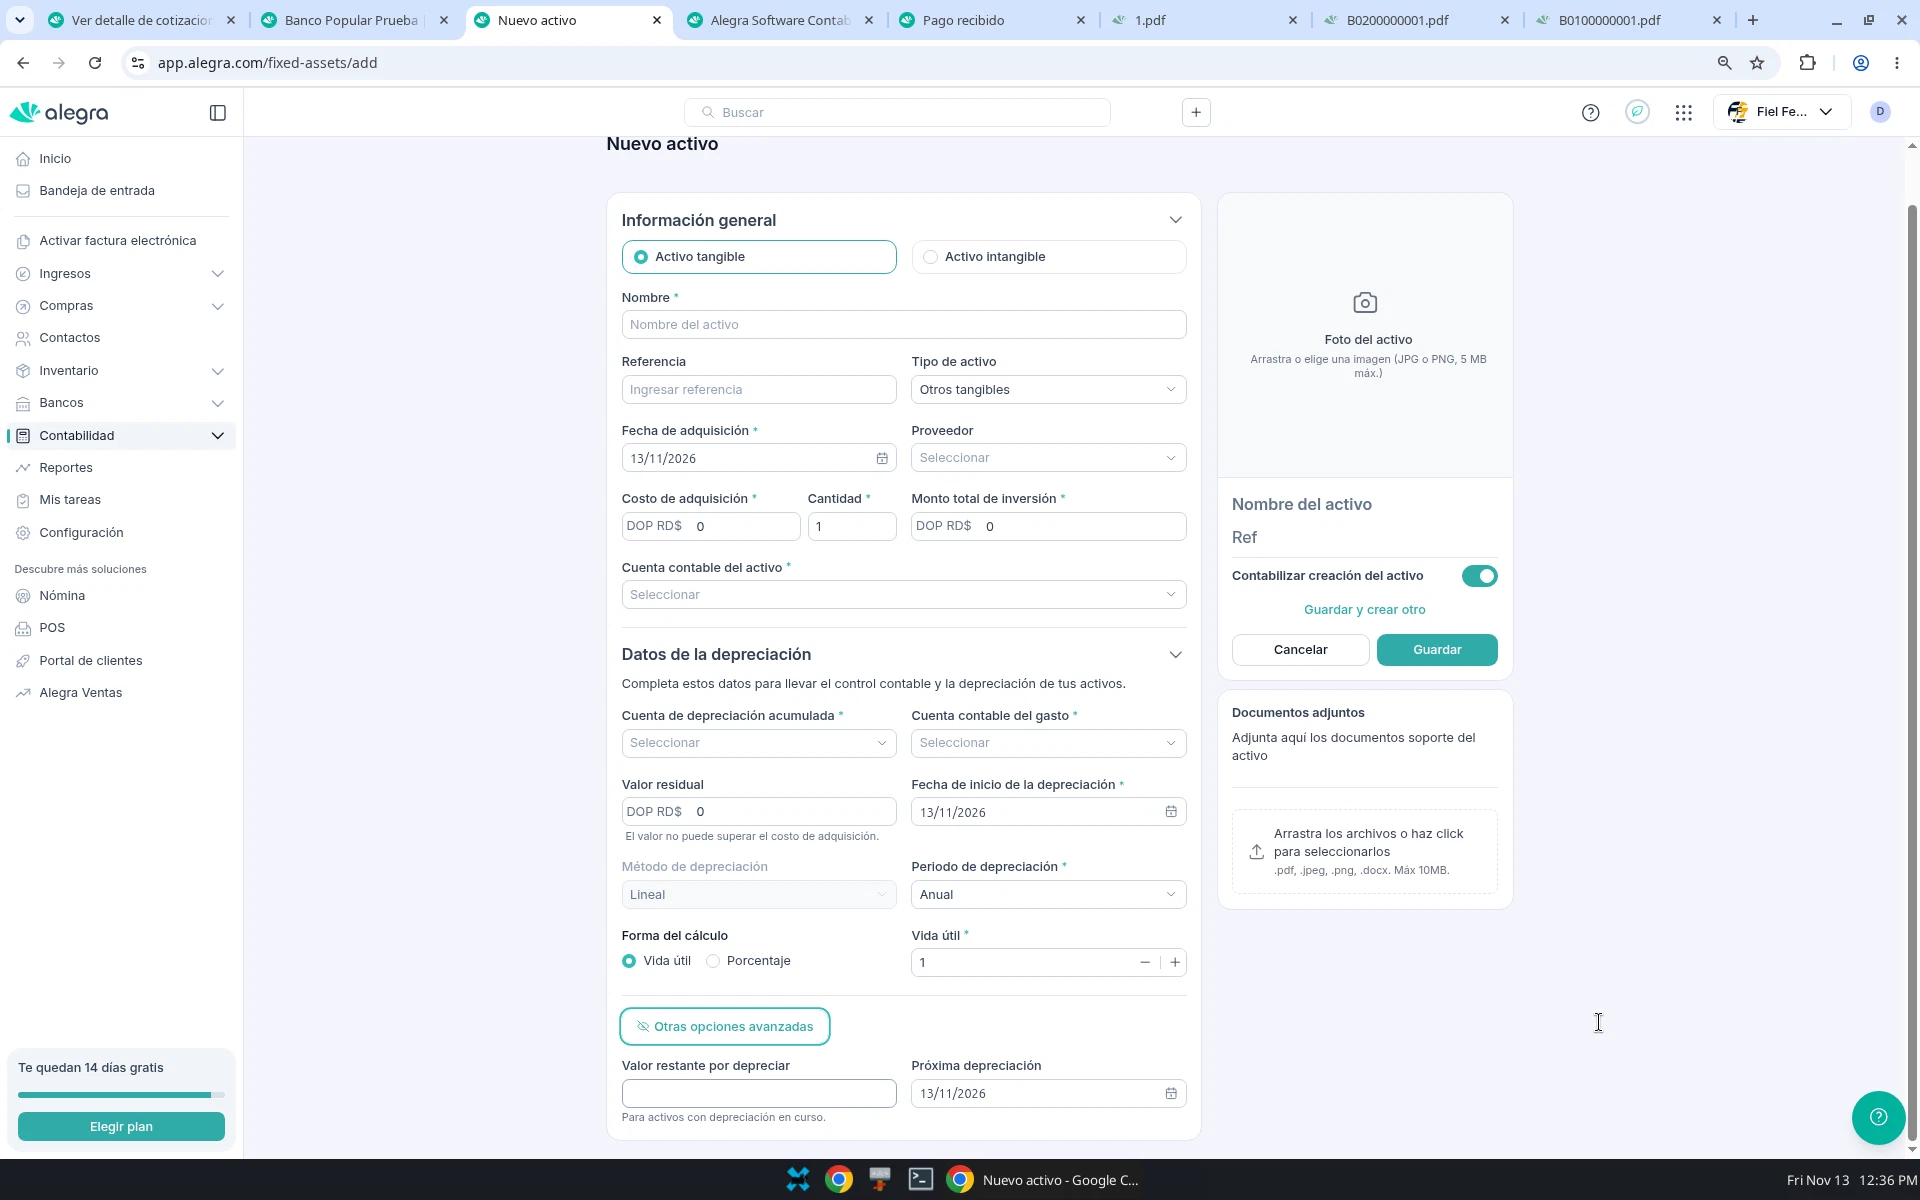 Ver detalle de cotizacion
Banco Popular Prueba
Nuevo activo
Alegra Software Contab
Pago recibido
1.pdf
B0200000001.pdf
B0100000001.pdf
app.alegra.com/fixed-assets/add
alegra
Buscar
Fiel Fe...
D
Inicio
Bandeja de entrada
Activar factura electrónica
Ingresos
Compras
Contactos
Inventario
Bancos
Contabilidad
Reportes
Mis tareas
Configuración
Descubre más soluciones
Nómina
POS
Portal de clientes
Alegra Ventas
Te quedan 14 días gratis
Elegir plan
Nuevo activo
Información general
Activo tangible
Activo intangible
Nombre *
Nombre del activo
Referencia
Tipo de activo
Ingresar referencia
Otros tangibles
Fecha de adquisición *
Proveedor
13/11/2026
Seleccionar
Costo de adquisición *
Cantidad *
Monto total de inversión *
DOP RD$ 0
1
DOP RD$ 0
Cuenta contable del activo *
Seleccionar
Datos de la depreciación
Completa estos datos para llevar el control contable y la depreciación de tus activos.
Cuenta de depreciación acumulada *
Cuenta contable del gasto *
Seleccionar
Seleccionar
Valor residual
Fecha de inicio de la depreciación *
DOP RD$ 0
13/11/2026
El valor no puede superar el costo de adquisición.
Método de depreciación
Periodo de depreciación *
Lineal
Anual
Forma del cálculo
Vida útil *
Vida útil
Porcentaje
1
Otras opciones avanzadas
Valor restante por depreciar
Próxima depreciación
13/11/2026
Para activos con depreciación en curso.
Foto del activo
Arrastra o elige una imagen (JPG o PNG, 5 MB
máx.)
Nombre del activo
Ref
Contabilizar creación del activo
Guardar y crear otro
Cancelar
Guardar
Documentos adjuntos
Adjunta aquí los documentos soporte del
activo
Arrastra los archivos o haz click
para seleccionarlos
.pdf, .jpeg, .png, .docx. Máx 10MB.
Nuevo activo - Google C...
Fri Nov 13 12:36 PM